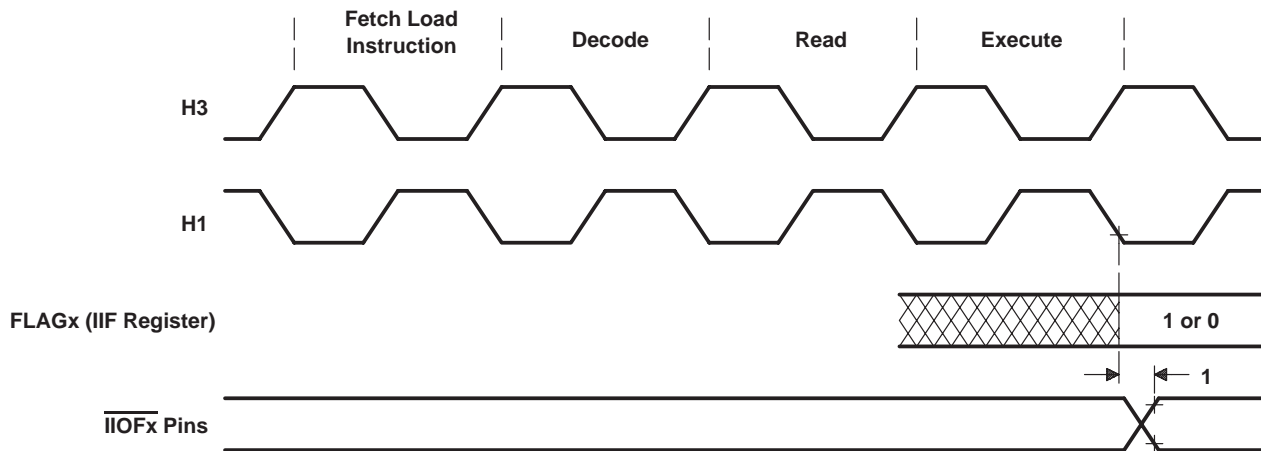 Fetch Load
Instruction
Decode
Read
Execute
H3
H1
FLAGx (IIF Register)
1 or 0
1
IIOFx Pins